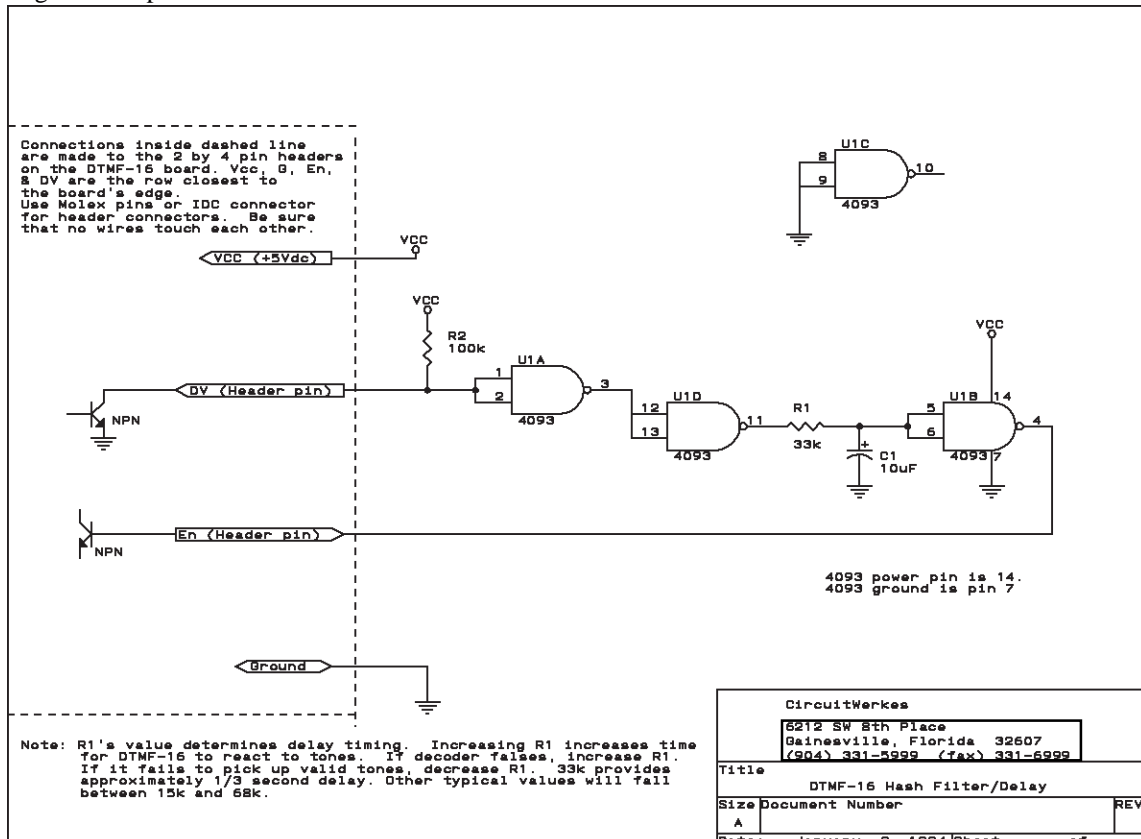 Connections inside dashed line
are made to the 2 by 4 pin headers
on the DTMF-16 board. Vcc, G, En,
& DV are the row closest to
the board's edge.
Use Molex pins or IDC connector
for header connectors.  Be sure
that no wires touch each other.
U1C
8
9
10
4093
VCC (+5Vdc)
VCC
VCC
R2
100k
VCC
U1A
1
2
3
4093
DV (Header pin)
NPN
12
13
U1D
11
4093
R1
33k
C1
10uF
+
U1B
14
5
6
4
4093
7
En (Header pin)
NPN
4093 power pin is 14.
4093 ground is pin 7
Ground
Note: R1's value determines delay timing.  Increasing R1 increases time
for DTMF-16 to react to tones.  If decoder falses, increase R1.
If it fails to pick up valid tones, decrease R1.  33k provides
approximately 1/3 second delay. Other typical values will fall
between 15k and 68k.
CircuitWerkes
6212 SW 8th Place
Gainesville, Florida  32607
(904) 331-5999  (fax) 331-6999
Title
DTMF-16 Hash Filter/Delay
Size
Document Number
REV
A